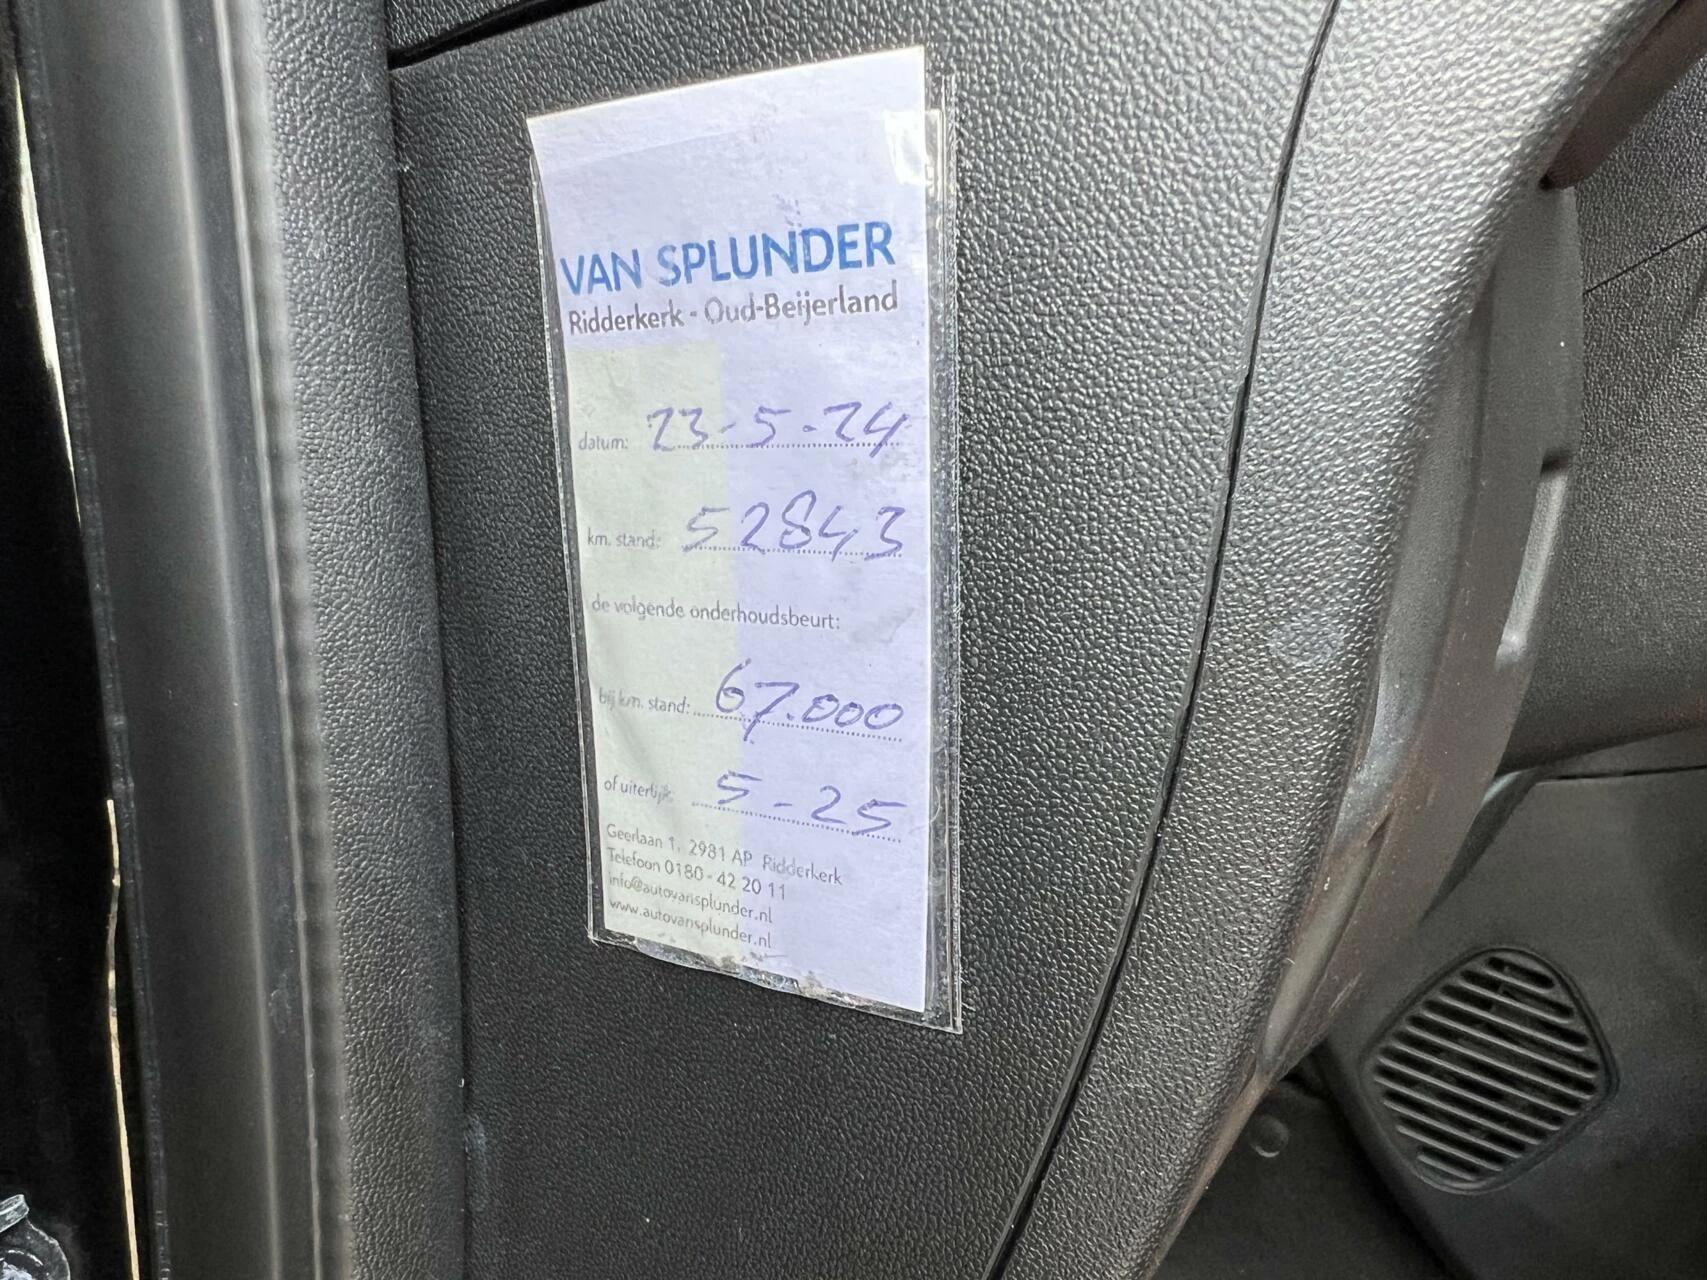 VAN SPLUNDER
Ridderkerk - Oud-Beijerland
datum: 23-5-24
km. stand: 52843
de volgende onderhoudsbeurt:
bij km. stand: 67.000
of uiterlijk: 5-25
Geerlaan 1, 2981 AP Ridderkerk
Telefoon 0180-42 20 11
info@autovansplunder.nl
www.autovansplunder.nl